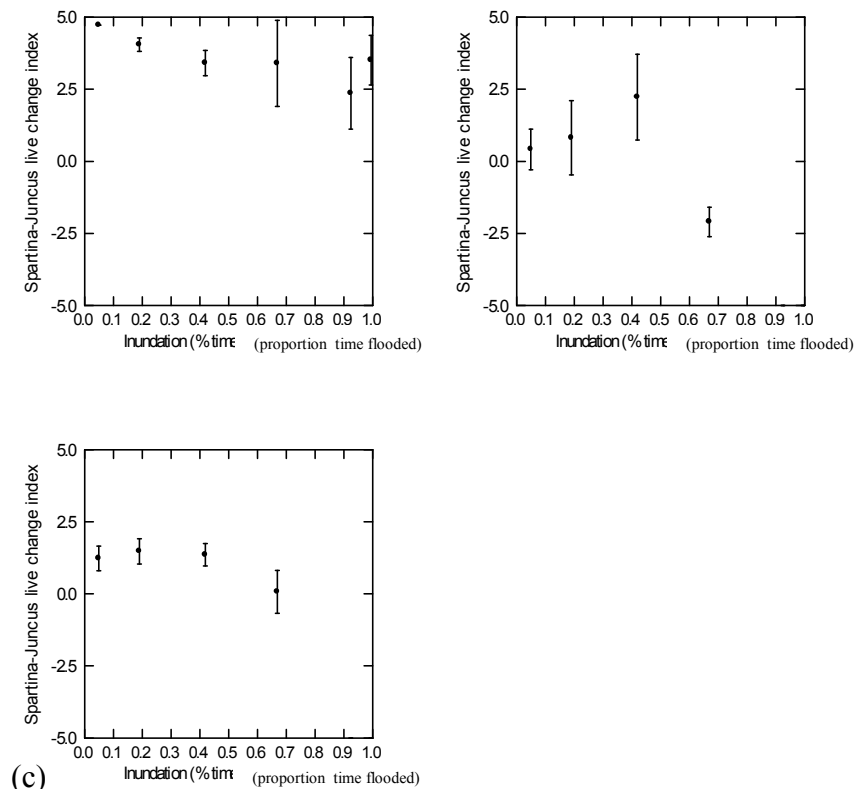 5.0
2.5
0.0
-2.5
-5.0
Spartina-Juncus live change index
0.0 0.1 0.2 0.3 0.4 0.5 0.6 0.7 0.8 0.9 1.0
Inundation (% time (proportion time flooded)
5.0
2.5
0.0
-2.5
-5.0
Spartina-Juncus live change index
0.0 0.1 0.2 0.3 0.4 0.5 0.6 0.7 0.8 0.9 1.0
Inundation (% time (proportion time flooded)
5.0
2.5
0.0
-2.5
-5.0
Spartina-Juncus live change index
0.0 0.1 0.2 0.3 0.4 0.5 0.6 0.7 0.8 0.9 1.0
(c) Inundation (% time (proportion time flooded)